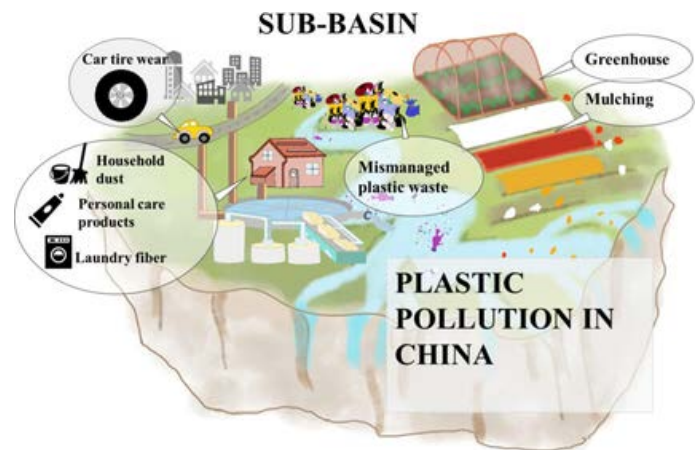 SUB-BASIN
Car tire wear
Greenhouse
Mulching
Household
dust
Personal care
products
Laundry fiber
Mismanaged
plastic waste
PLASTIC
POLLUTION IN
CHINA